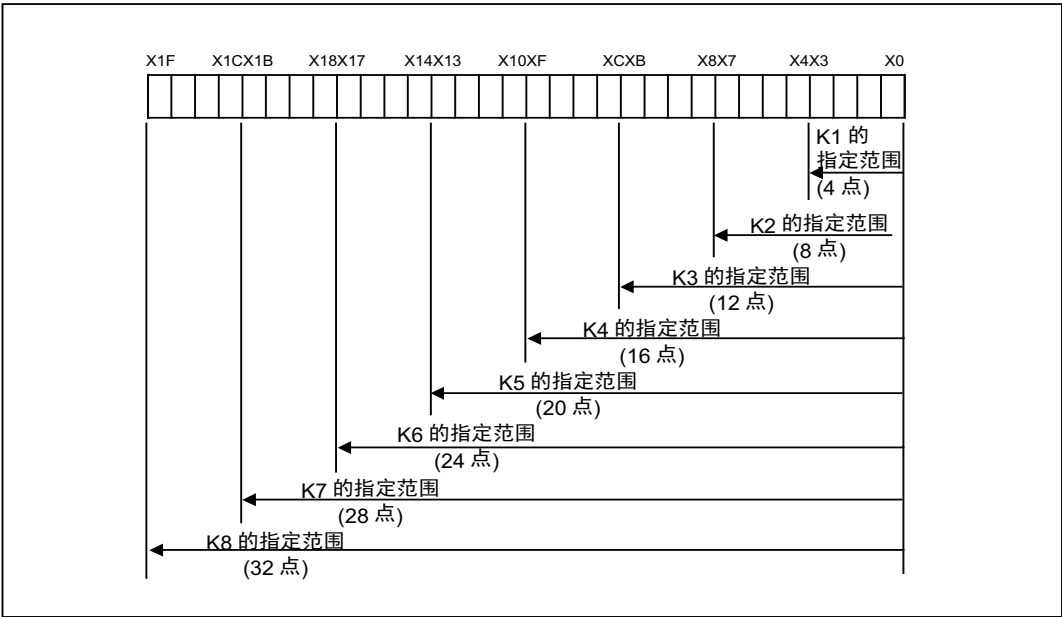 X1F X1CX1B X18X17 X14X13 X10XF XCXB X8X7 X4X3 X0
K1 的
指定范围
(4 点)
K2 的指定范围
(8 点)
K3 的指定范围
(12 点)
K4 的指定范围
(16 点)
K5 的指定范围
(20 点)
K6 的指定范围
(24 点)
K7 的指定范围
(28 点)
K8 的指定范围
(32 点)